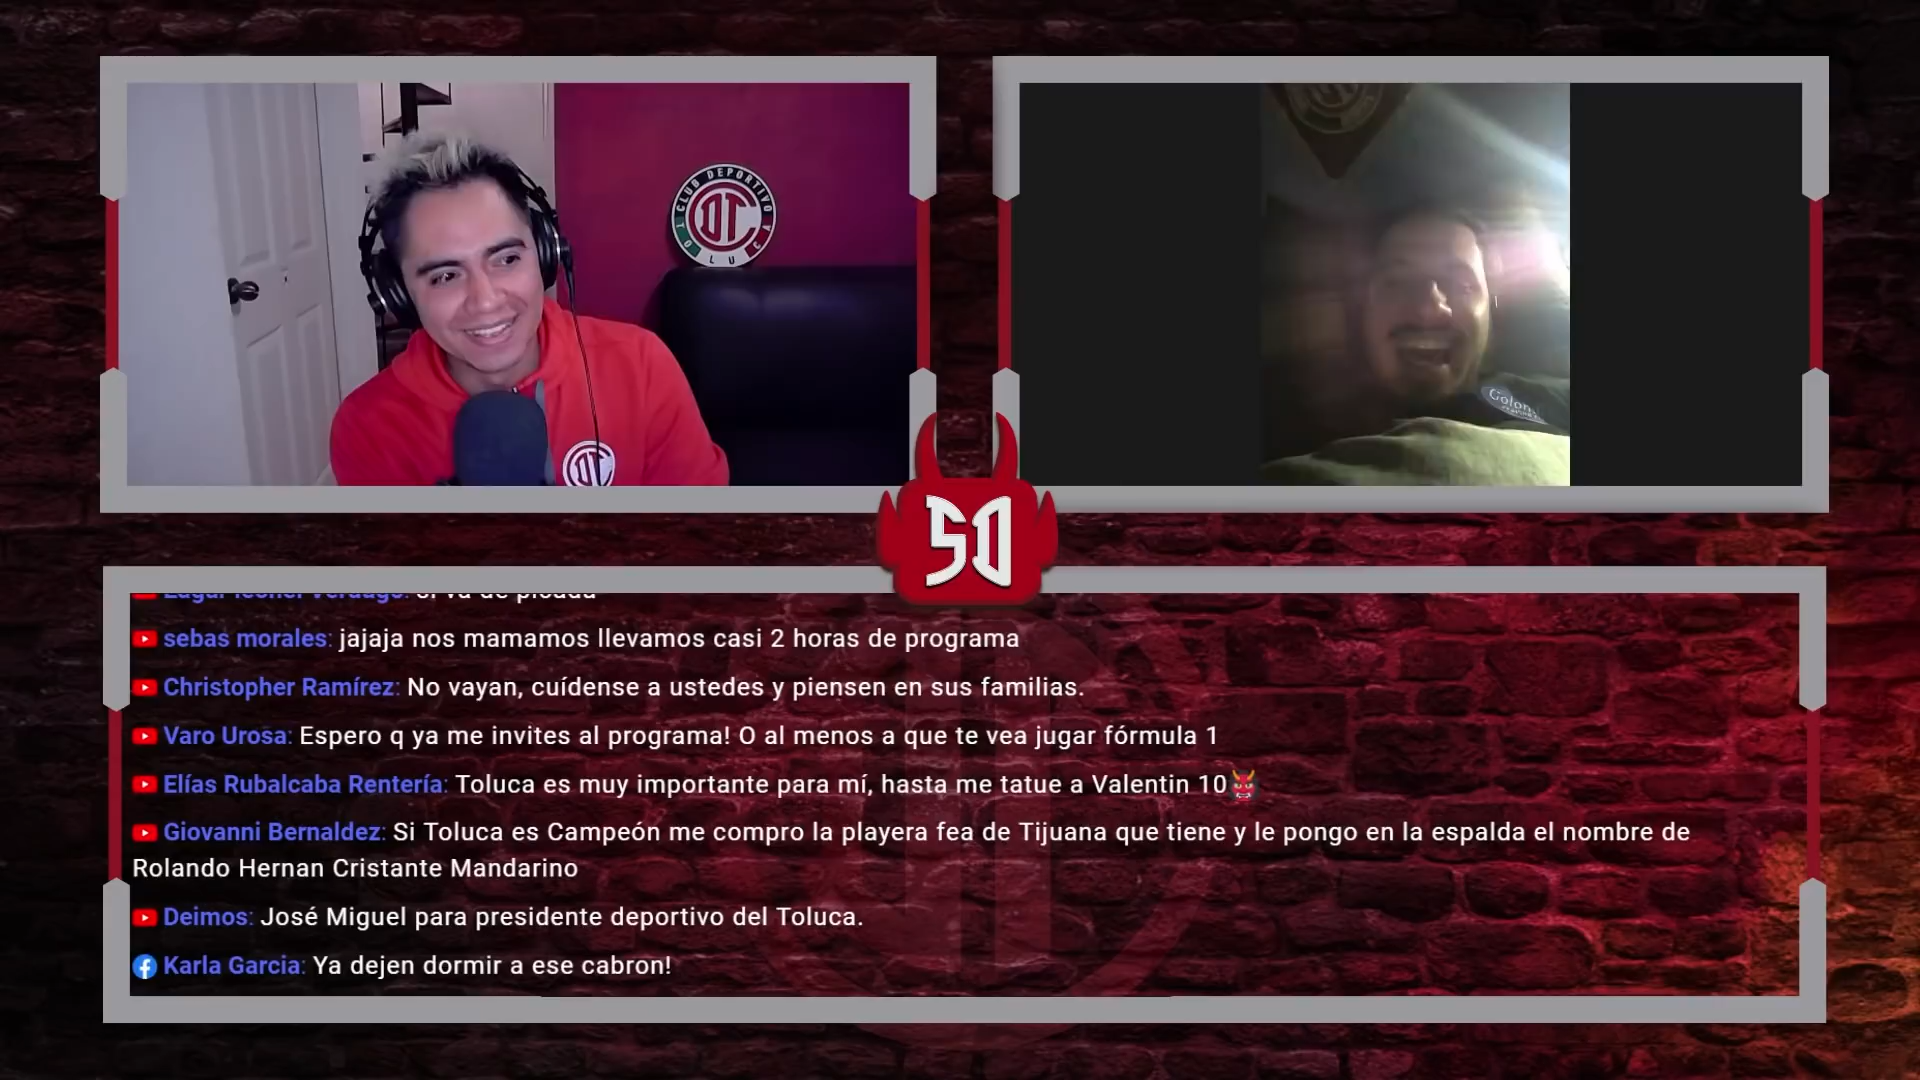 CLUB DEPORTIVO
TOLUCA
Colon
SD
sebas morales: jajaja nos mamamos llevamos casi 2 horas de programa
Christopher Ramírez: No vayan, cuídense a ustedes y piensen en sus familias.
Varo Urosa: Espero q ya me invites al programa! O al menos a que te vea jugar fórmula 1
Elías Rubalcaba Rentería: Toluca es muy importante para mí, hasta me tatue a Valentin 10👹
Giovanni Bernaldez: Si Toluca es Campeón me compro la playera fea de Tijuana que tiene y le pongo en la espalda el nombre de
Rolando Hernan Cristante Mandarino
Deimos: José Miguel para presidente deportivo del Toluca.
Karla Garcia: Ya dejen dormir a ese cabron!